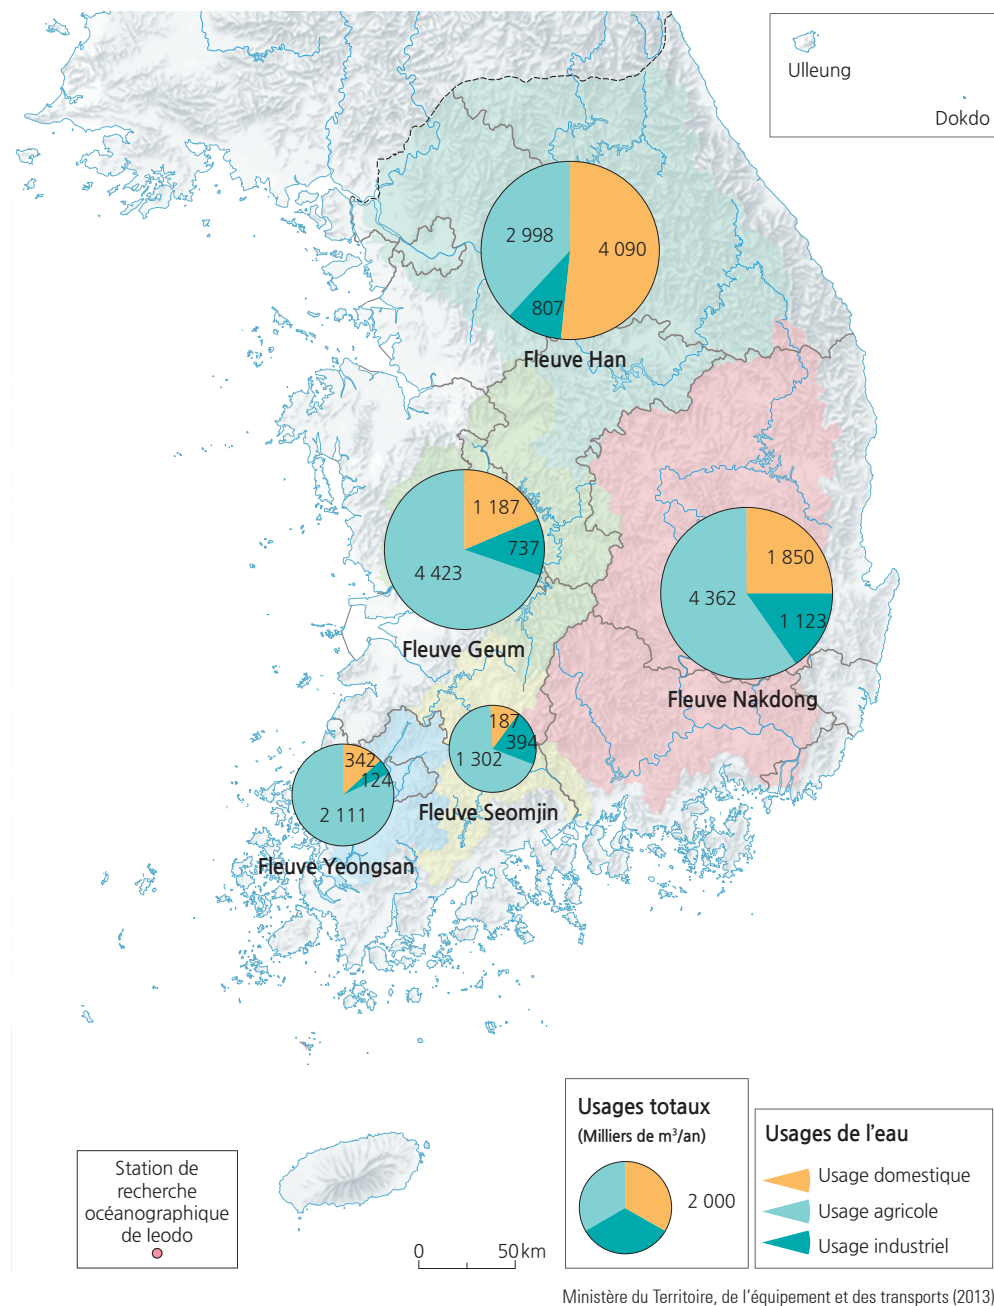 Ulleung
Dokdo
2 998
4 090
807
Fleuve Han
1 187
737
4 423
Fleuve Geum
1 850
4 362
1 123
Fleuve Nakdong
187
394
1 302
Fleuve Seomjin
342
124
2 111
Fleuve Yeongsan
Usages totaux
(Milliers de m³/an)
2 000
Usages de l'eau
Usage domestique
Usage agricole
Usage industriel
Station de
recherche
océanographique
de Ieodo
0 50 km
Ministère du Territoire, de l'équipement et des transports (2013)